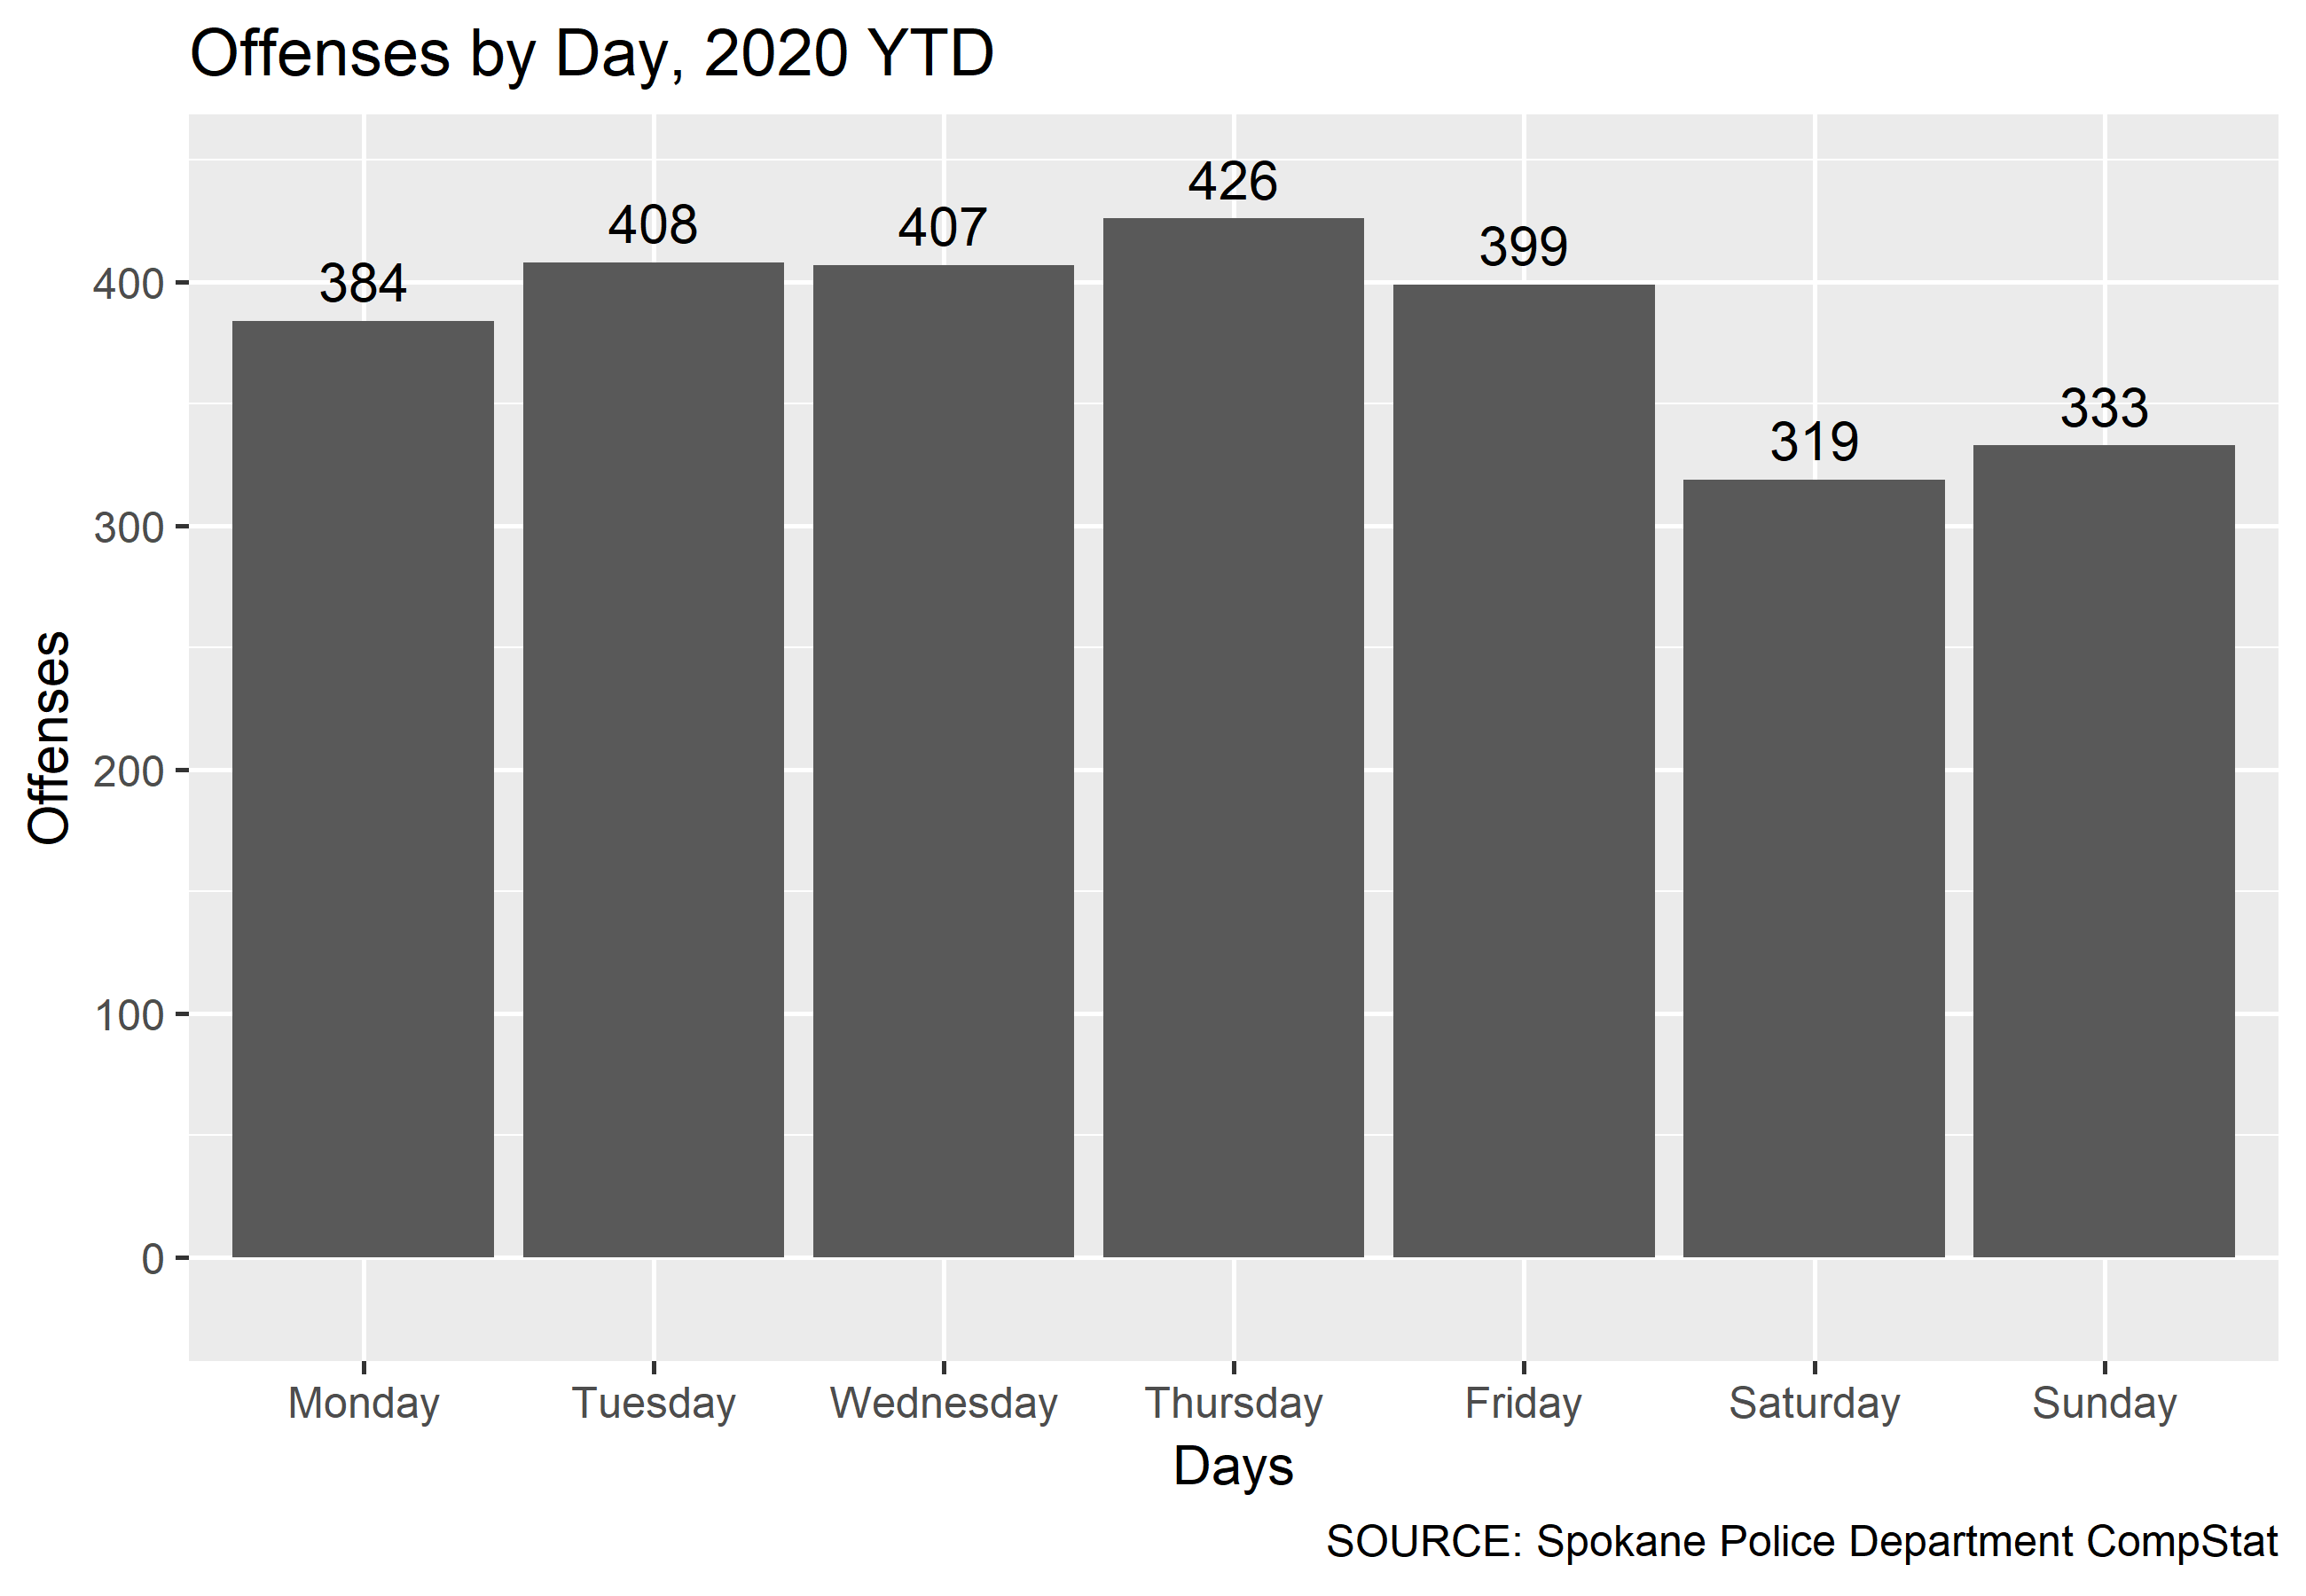 Offenses by Day, 2020 YTD
Offenses
400
300
200
100
0
384
408
407
426
399
319
333
Monday
Tuesday
Wednesday
Thursday
Friday
Saturday
Sunday
Days
SOURCE: Spokane Police Department CompStat